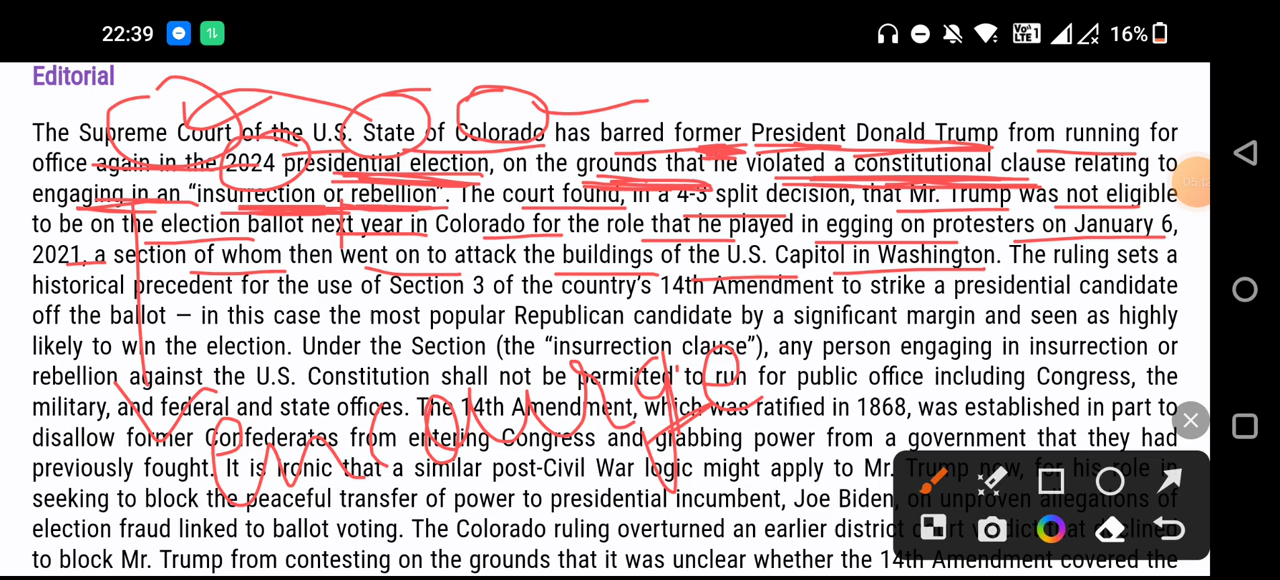 22:39
Vo LTE 1
16%
Editorial
The Supreme Court of the U.S. State of Colorado has barred former President Donald Trump from running for
office again in the 2024 presidential election, on the grounds that he violated a constitutional clause relating to
engaging in an “insurrection or rebellion”. The court found, in a 4-3 split decision, that Mr. Trump was not eligible
to be on the election ballot next year in Colorado for the role that he played in egging on protesters on January 6,
2021, a section of whom then went on to attack the buildings of the U.S. Capitol in Washington. The ruling sets a
historical precedent for the use of Section 3 of the country’s 14th Amendment to strike a presidential candidate
off the ballot — in this case the most popular Republican candidate by a significant margin and seen as highly
likely to win the election. Under the Section (the “insurrection clause”), any person engaging in insurrection or
rebellion against the U.S. Constitution shall not be permitted to run for public office including Congress, the
military, and federal and state offices. The 14th Amendment, which was ratified in 1868, was established in part to
disallow former Confederates from entering Congress and grabbing power from a government that they had
previously fought. It is ironic that a similar post-Civil War logic might apply to Mr. Trump now, for his role in
seeking to block the peaceful transfer of power to presidential incumbent, Joe Biden, on unproven allegations of
election fraud linked to ballot voting. The Colorado ruling overturned an earlier district court verdict that declined
to block Mr. Trump from contesting on the grounds that it was unclear whether the 14th Amendment covered the
encourge